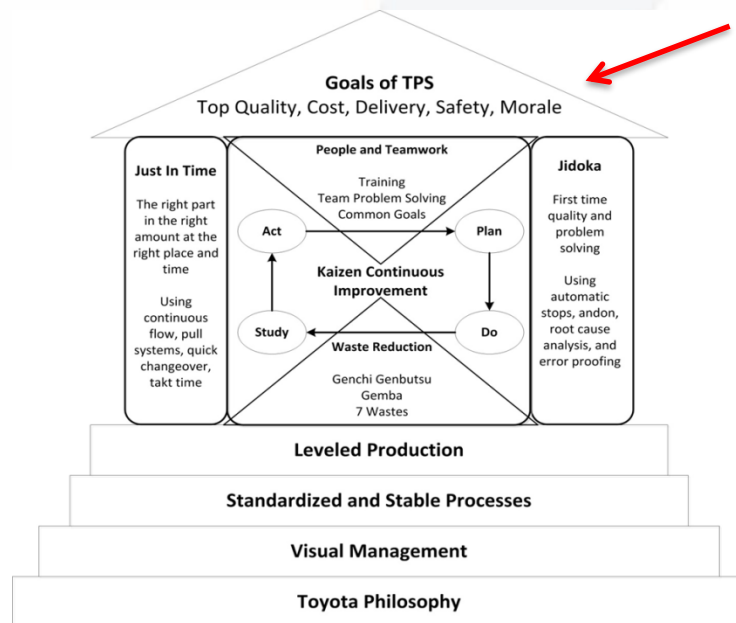 Goals of TPS
Top Quality, Cost, Delivery, Safety, Morale
Just In Time
The right part
in the right
amount at the
right place and
time
Using
continuous
flow, pull
systems, quick
changeover,
takt time
People and Teamwork
Training
Team Problem Solving
Common Goals
Act
Plan
Kaizen Continuous
Improvement
Study
Do
Waste Reduction
Genchi Genbutsu
Gemba
7 Wastes
Jidoka
First time
quality and
problem
solving
Using
automatic
stops, andon,
root cause
analysis, and
error proofing
Leveled Production
Standardized and Stable Processes
Visual Management
Toyota Philosophy